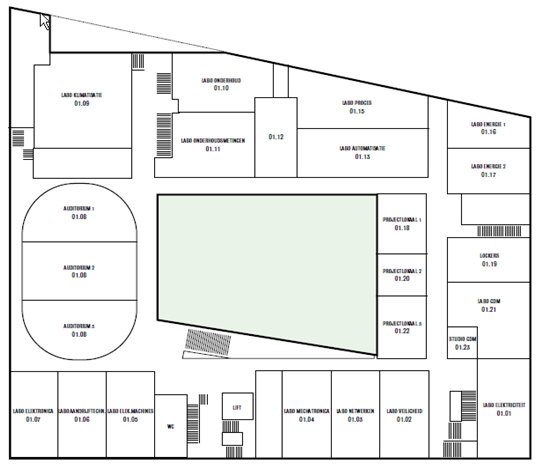 LABO KLIMATISATIE
01.09
LABO ONDERHOUD
01.10
LABO ONDERHOUDSMETINGEN
01.11
01.12
LABO PROCES
01.15
LABO AUTOMATISATIE
01.13
LABO ENERGIE 1
01.16
LABO ENERGIE 2
01.17
AUDITORIUM 1
01.08
AUDITORIUM 2
01.08
AUDITORIUM 3
01.08
PROJECTLOKAAL 1
01.18
PROJECTLOKAAL 2
01.20
PROJECTLOKAAL 3
01.22
LOCKERS
01.19
LABO CDM
01.21
STUDIO CDM
01.23
LABO ELEKTRONICA
01.07
LABO AANDRIJFTECHN.
01.06
LABO ELEK.MACHINES
01.05
WC
LIFT
LABO MECHATRONICA
01.04
LABO NETWERKEN
01.03
LABO VEILIGHEID
01.02
LABO ELEKTRICITEIT
01.01